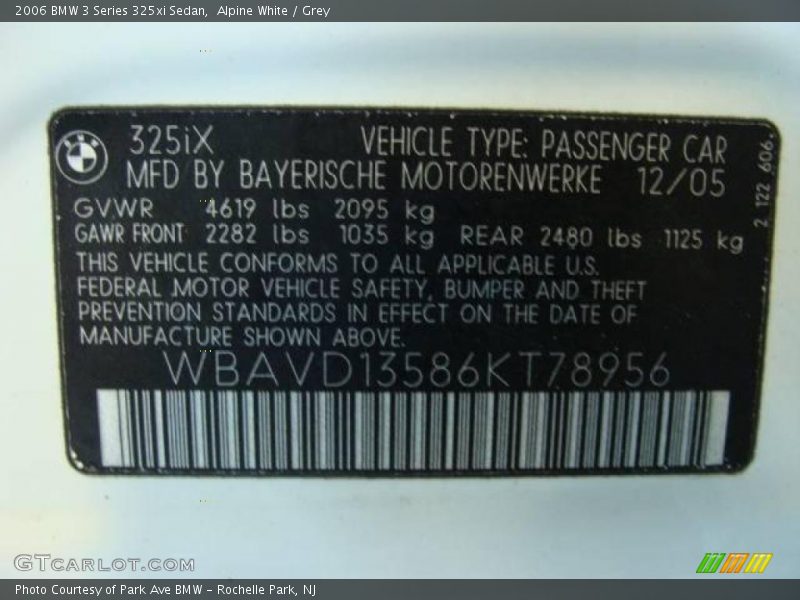 2006 BMW 3 Series 325xi Sedan,  Alpine White / Grey
325iX VEHICLE TYPE: PASSENGER CAR
MFD BY BAYERISCHE MOTORENWERKE 12/05
GVWR 4619 lbs 2095 kg
GAWR FRONT 2282 lbs 1035 kg REAR 2480 lbs 1125 kg
2 122 606
THIS VEHICLE CONFORMS TO ALL APPLICABLE U.S.
FEDERAL MOTOR VEHICLE SAFETY, BUMPER AND THEFT
PREVENTION STANDARDS IN EFFECT ON THE DATE OF
MANUFACTURE SHOWN ABOVE.
WBAVD13586KT78956
GTCARLOT.COM
Photo Courtesy of Park Ave BMW - Rochelle Park, NJ